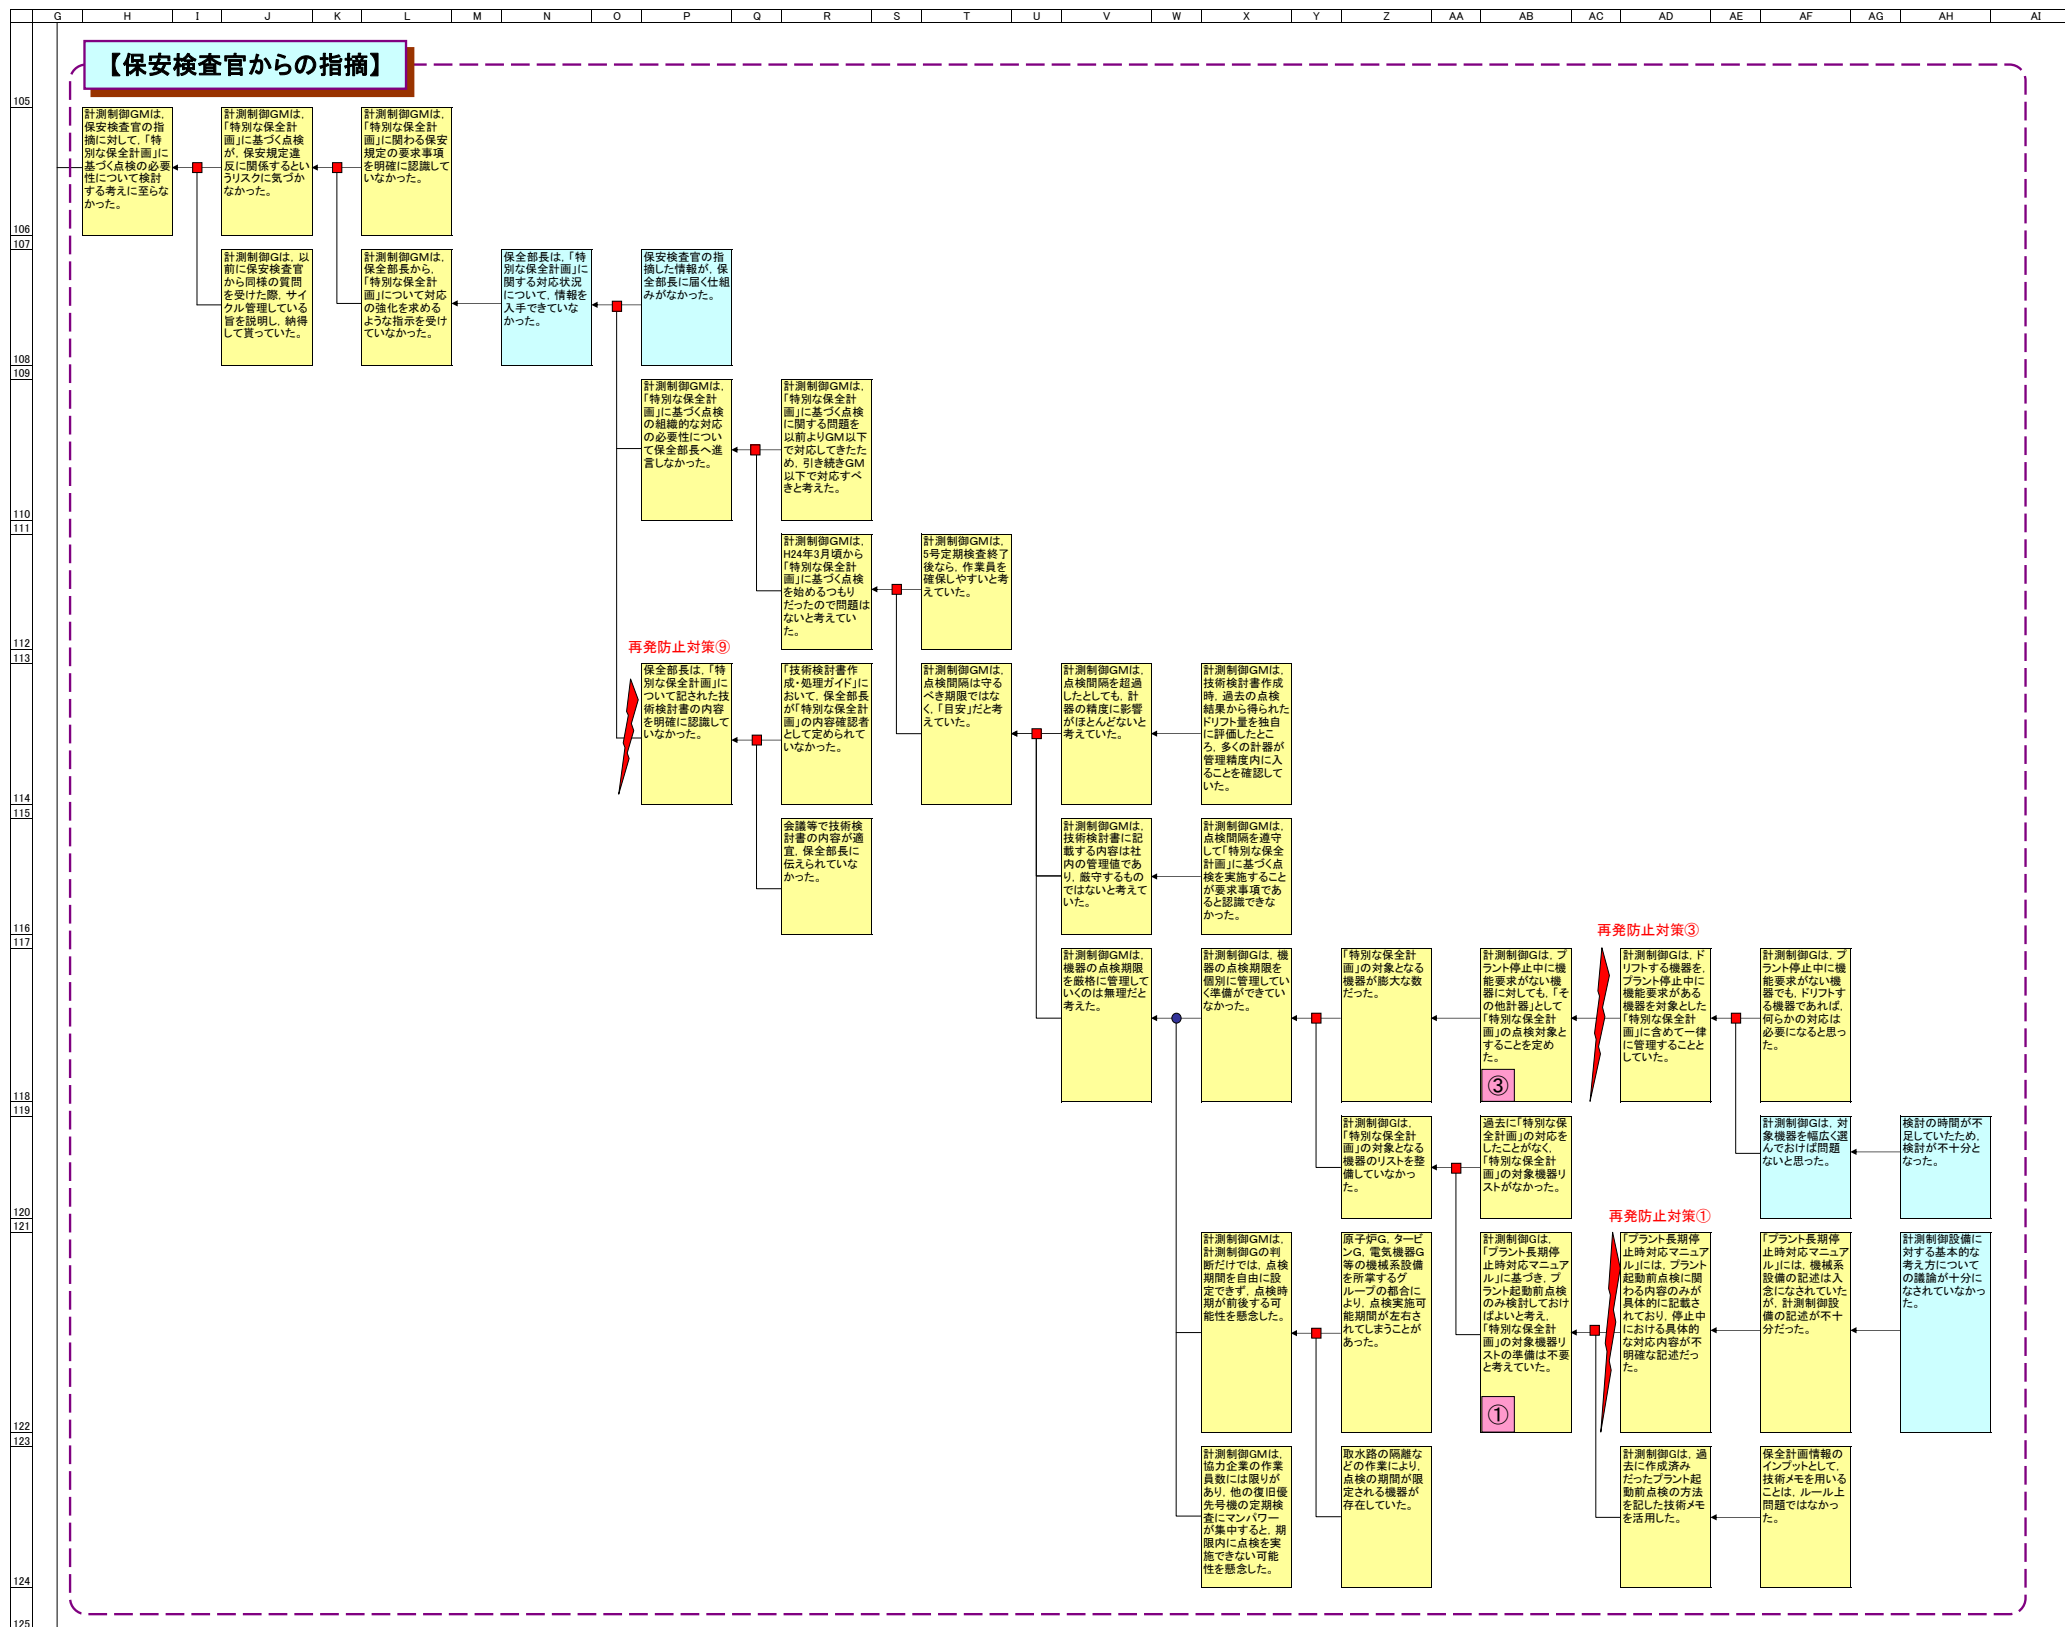 G H I J K L M N O P Q R S T U V W X Y Z AA AB AC AD AE AF AG AH AI
【保安検査官からの指摘】
105
計測制御GMは，
保安検査官の指
摘に対して，「特
別な保全計画」に
基づく点検の必要
性について検討
する考えに至らな
かった。
計測制御GMは，
「特別な保全計
画」に基づく点検
が，保安規定違
反に関係するとい
うリスクに気づか
なかった。
計測制御GMは，
「特別な保全計
画」に関わる保安
規定の要求事項
を明確に認識して
いなかった。
106
107
計測制御Gは，以
前に保安検査官
から同様の質問
を受けた際，サイ
クル管理している
旨を説明し，納得
して貰っていた。
計測制御GMは，
保全部長から，
「特別な保全計
画」について対応
の強化を求める
ような指示を受け
ていなかった。
保全部長は，「特
別な保全計画」に
関する対応状況
について，情報を
入手できていな
かった。
保安検査官の指
摘した情報が，保
全部長に届く仕組
みがなかった。
108
109
計測制御GMは，
「特別な保全計
画」に基づく点検
の組織的な対応
の必要性につい
て保全部長へ進
言しなかった。
計測制御GMは，
「特別な保全計
画」に基づく点検
に関する問題を
以前よりGM以下
で対応してきたた
め，引き続きGM
以下で対応すべ
きと考えた。
110
111
計測制御GMは，
H24年3月頃から
「特別な保全計
画」に基づく点検
を始めるつもり
だったので問題は
ないと考えてい
た。
計測制御GMは，
5号定期検査終了
後なら，作業員を
確保しやすいと考
えていた。
112
113
再発防止対策⑨
保全部長は，「特
別な保全計画」に
ついて記された技
術検討書の内容
を明確に認識して
いなかった。
「技術検討書作
成・処理ガイド」に
おいて，保全部長
が「特別な保全計
画」の内容確認者
として定められて
いなかった。
計測制御GMは，
点検間隔は守る
べき期限ではな
く，「目安」だと考
えていた。
計測制御GMは，
点検間隔を超過
したとしても，計
器の精度に影響
がほとんどないと
考えていた。
計測制御GMは，
技術検討書作成
時，過去の点検
結果から得られた
ドリフト量を独自
に評価したとこ
ろ，多くの計器が
管理精度内に入
ることを確認して
いた。
114
115
会議等で技術検
討書の内容が適
宜，保全部長に
伝えられていな
かった。
計測制御GMは，
技術検討書に記
載する内容は社
内の管理値であ
り，厳守するもの
ではないと考えて
いた。
計測制御GMは，
点検間隔を遵守
して「特別な保全
計画」に基づく点
検を実施すること
が要求事項であ
ると認識できな
かった。
116
117
再発防止対策③
計測制御GMは，
機器の点検期限
を厳格に管理して
いくのは無理だと
考えた。
計測制御Gは，機
器の点検期限を
個別に管理してい
く準備ができてい
なかった。
「特別な保全計
画」の対象となる
機器が膨大な数
だった。
計測制御Gは，プ
ラント停止中に機
能要求がない機
器に対しても，「そ
の他計器」として
「特別な保全計
画」の点検対象と
することを定め
た。
③
計測制御Gは，ド
リフトする機器を，
プラント停止中に
機能要求がある
機器を対象とした
「特別な保全計
画」に含めて一律
に管理することと
していた。
計測制御Gは，プ
ラント停止中に機
能要求がない機
器でも，ドリフトす
る機器であれば，
何らかの対応は
必要になると思っ
た。
118
119
計測制御Gは，
「特別な保全計
画」の対象となる
機器のリストを整
備していなかっ
た。
過去に「特別な保
全計画」の対応を
したことがなく，
「特別な保全計
画」の対象機器リ
ストがなかった。
計測制御Gは，対
象機器を幅広く選
んでおけば問題
ないと思った。
検討の時間が不
足していたため，
検討が不十分と
なった。
120
121
再発防止対策①
計測制御GMは，
計測制御Gの判
断だけでは，点検
期間を自由に設
定できず，点検時
期が前後する可
能性を懸念した。
原子炉G，タービ
ンG，電気機器G
等の機械系設備
を所掌するグ
ループの都合に
より，点検実施可
能期間が左右さ
れてしまうことが
あった。
計測制御Gは，
「プラント長期停
止時対応マニュア
ル」に基づき，プ
ラント起動前点検
のみ検討しておけ
ばよいと考え，
「特別な保全計
画」の対象機器リ
ストの準備は不要
と考えていた。
①
「プラント長期停
止時対応マニュア
ル」には，プラント
起動前点検に関
わる内容のみが
具体的に記載さ
れており，停止中
における具体的
な対応内容が不
明確な記述だっ
た。
「プラント長期停
止時対応マニュア
ル」には，機械系
設備の記述は入
念になされていた
が，計測制御設
備の記述が不十
分だった。
計測制御設備に
対する基本的な
考え方について
の議論が十分に
なされていなかっ
た。
122
123
計測制御GMは，
協力企業の作業
員数には限りが
あり，他の復旧優
先号機の定期検
査にマンパワー
が集中すると，期
限内に点検を実
施できない可能
性を懸念した。
取水路の隔離な
どの作業により，
点検の期間が限
定される機器が
存在していた。
計測制御Gは，過
去に作成済み
だったプラント起
動前点検の方法
を記した技術メモ
を活用した。
保全計画情報の
インプットとして，
技術メモを用いる
ことは，ルール上
問題ではなかっ
た。
124
125